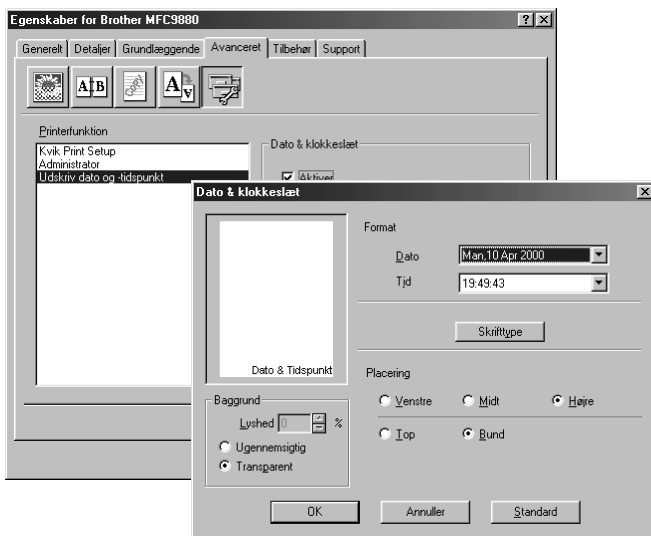 Egenskaber for Brother MFC9880
Generelt Detaljer Grundlæggende Avanceret Tilbehør Support
A B
A A
Printerfunktion
Kvik Print Setup
Administrator
Udskriv dato og -tidspunkt
Dato & klokkeslæt
Aktiver
Dato & klokkeslæt
Dato & Tidspunkt
Format
Dato Man,10 Apr 2000
Tid 19:49:43
Skrifttype
Placering
Venstre Midt Højre
Top Bund
Baggrund
Lyshed 0 %
Ugennemsigtig
Transparent
OK Annuller Standard